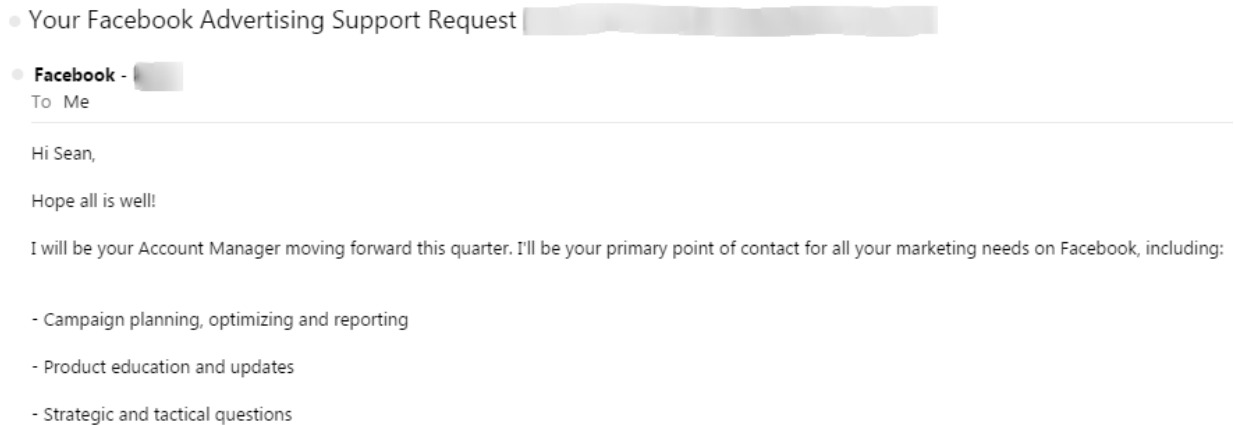 Your Facebook Advertising Support Request
Facebook -
To Me
Hi Sean,
Hope all is well!
I will be your Account Manager moving forward this quarter. I'll be your primary point of contact for all your marketing needs on Facebook, including:
- Campaign planning, optimizing and reporting
- Product education and updates
- Strategic and tactical questions